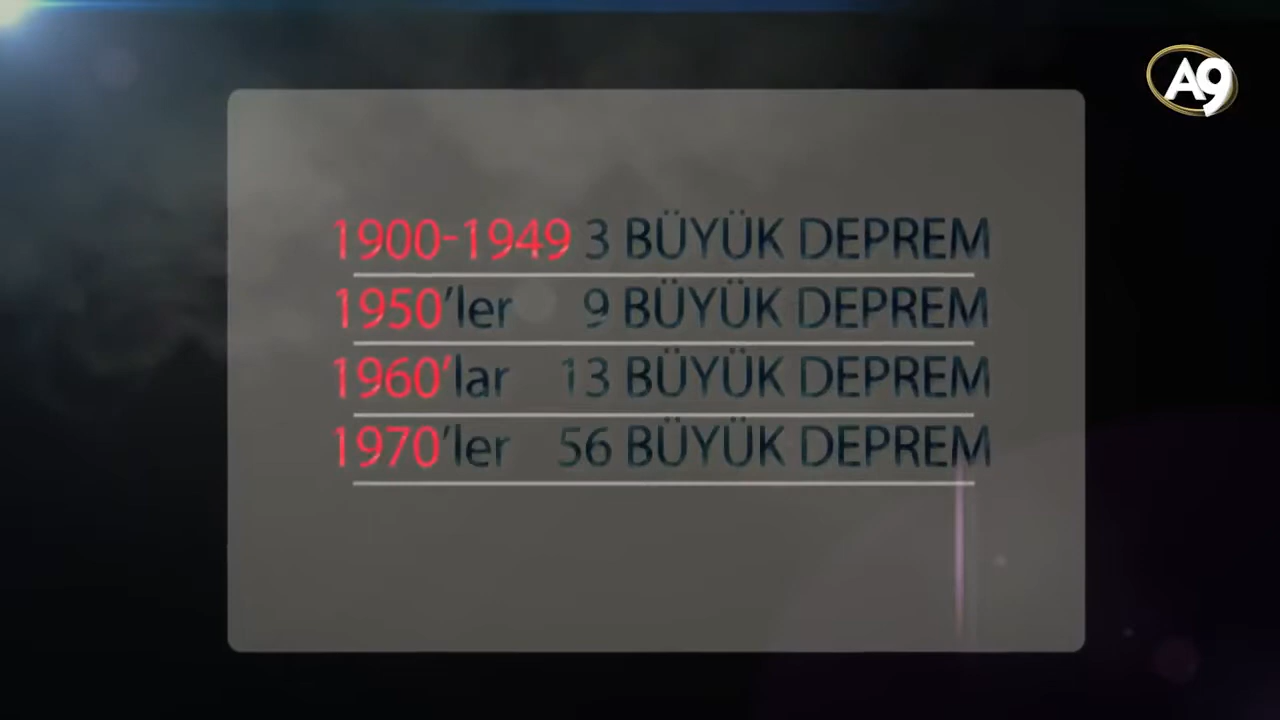 A9
1900-1949 3 BÜYÜK DEPREM
1950'ler 9 BÜYÜK DEPREM
1960'lar 13 BÜYÜK DEPREM
1970'ler 56 BÜYÜK DEPREM